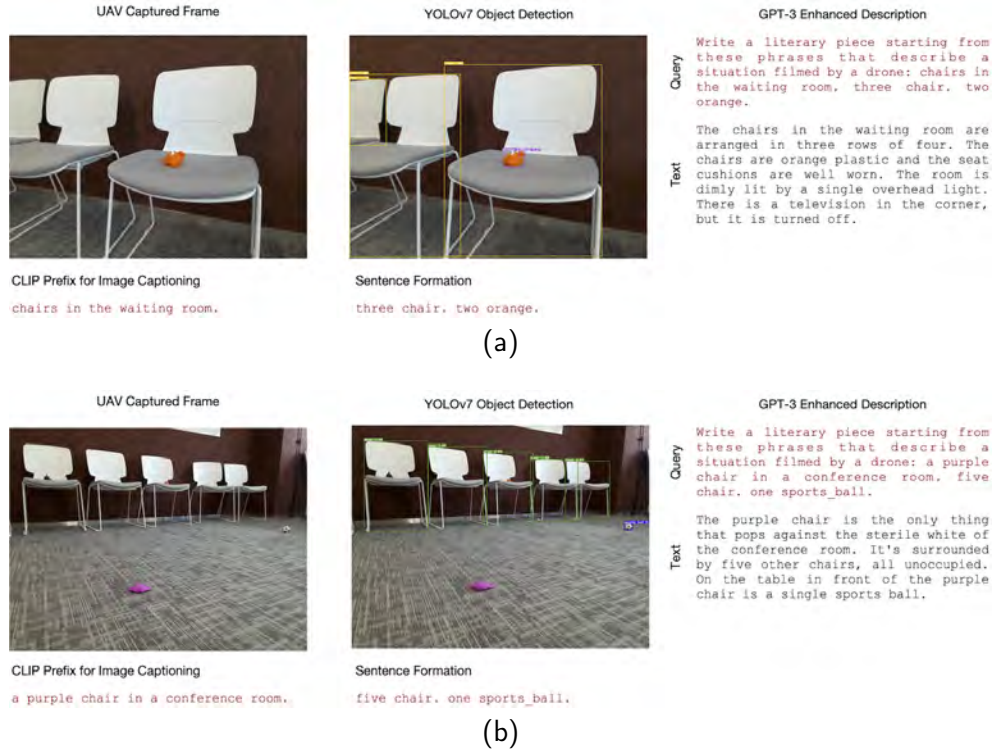 UAV Captured Frame
YOLOv7 Object Detection
GPT-3 Enhanced Description
Query
Write a literary piece starting from
these phrases that describe a
situation filmed by a drone: chairs in
the waiting room. three chair. two
orange.
Text
The chairs in the waiting room are
arranged in three rows of four. The
chairs are orange plastic and the seat
cushions are well worn. The room is
dimly lit by a single overhead light.
There is a television in the corner,
but it is turned off.
CLIP Prefix for Image Captioning
chairs in the waiting room.
Sentence Formation
three chair. two orange.
(a)
UAV Captured Frame
YOLOv7 Object Detection
GPT-3 Enhanced Description
Query
Write a literary piece starting from
these phrases that describe a
situation filmed by a drone: a purple
chair in a conference room. five
chair. one sports_ball.
Text
The purple chair is the only thing
that pops against the sterile white of
the conference room. It's surrounded
by five other chairs, all unoccupied.
On the table in front of the purple
chair is a single sports ball.
CLIP Prefix for Image Captioning
a purple chair in a conference room.
Sentence Formation
five chair. one sports_ball.
(b)